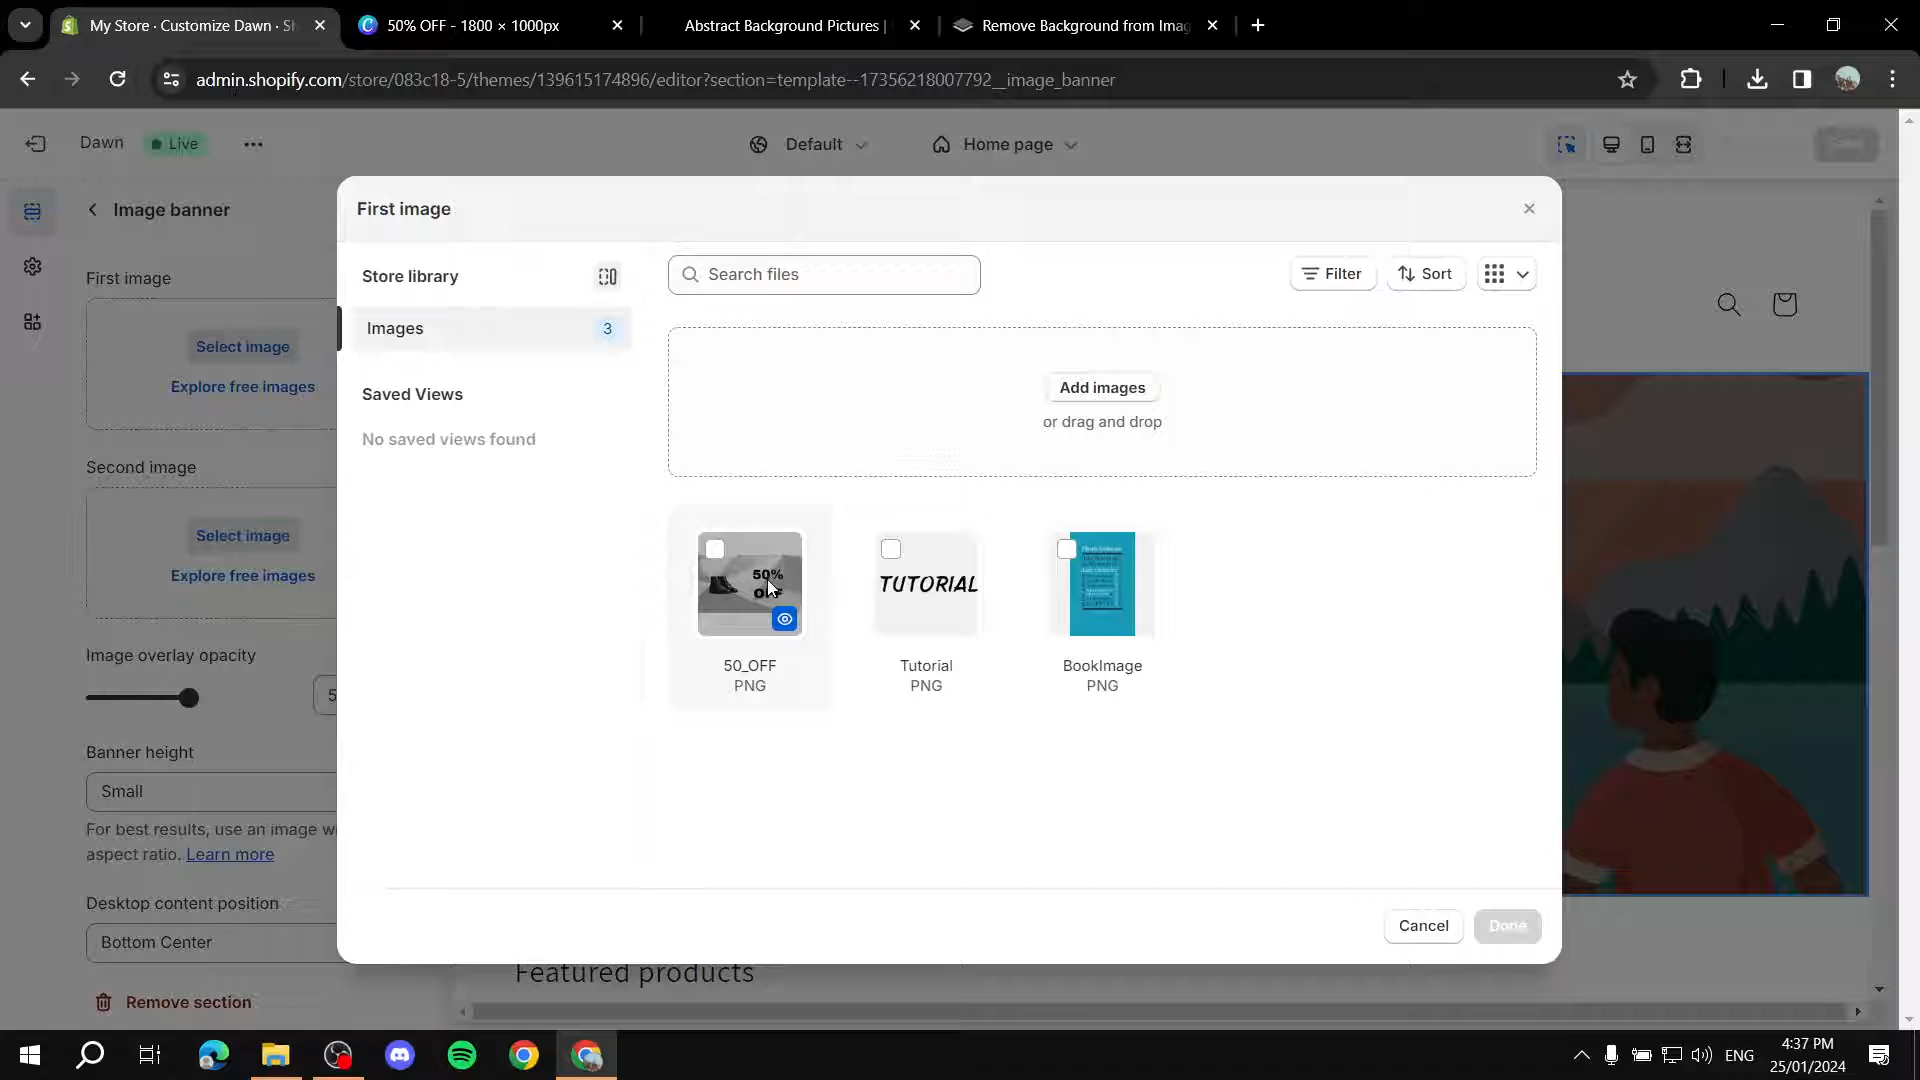 My Store · Customize Dawn · Sh
50% OFF - 1800 × 1000px
Abstract Background Pictures |
Remove Background from Imag
admin.shopify.com/store/083c18-5/themes/139615174896/editor?section=template--17356218007792__image_banner
Dawn
Live
Default
Home page
Image banner
First image
Select image
Explore free images
Second image
Select image
Explore free images
Image overlay opacity
5
Banner height
Small
For best results, use an image w
aspect ratio. Learn more
Desktop content position
Bottom Center
Remove section
First image
Store library
Images
3
Saved Views
No saved views found
Search files
Filter
Sort
Add images
or drag and drop
50%
OFF
50_OFF
PNG
TUTORIAL
Tutorial
PNG
BookImage
PNG
Cancel
Done
Featured products
ENG
4:37 PM
25/01/2024